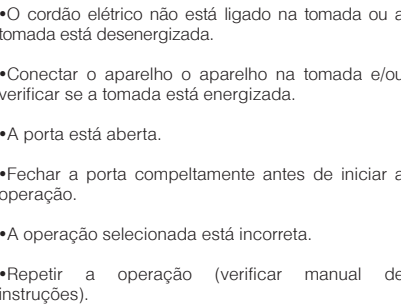 •O cordão elétrico não está ligado na tomada ou a
tomada está desenergizada.
•Conectar o aparelho o aparelho na tomada e/ou
verificar se a tomada está energizada.
•A porta está aberta.
•Fechar a porta compeltamente antes de iniciar a
operação.
•A operação selecionada está incorreta.
•Repetir a operação (verificar manual de
instruções).